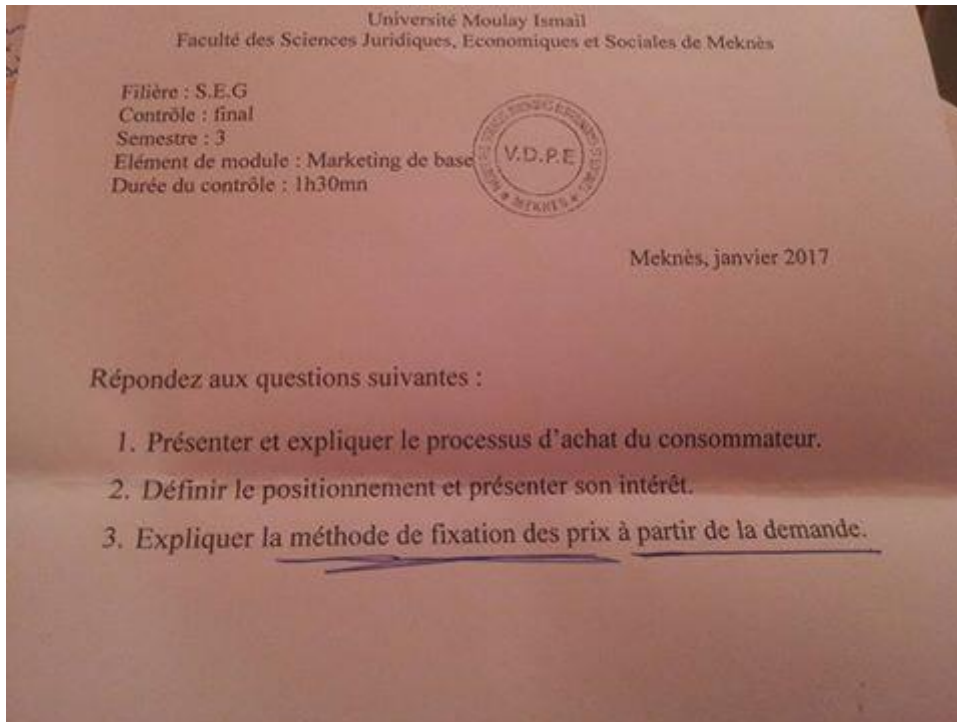 Université Moulay Ismail
Faculté des Sciences Juridiques, Economiques et Sociales de Meknès
Filière : S.E.G
Contrôle : final
Semestre : 3
Elément de module : Marketing de base
Durée du contrôle : 1h30mn
V.D.P.E
MEKNES
Meknès, janvier 2017
Répondez aux questions suivantes :
1. Présenter et expliquer le processus d'achat du consommateur.
2. Définir le positionnement et présenter son intérêt.
3. Expliquer la méthode de fixation des prix à partir de la demande.